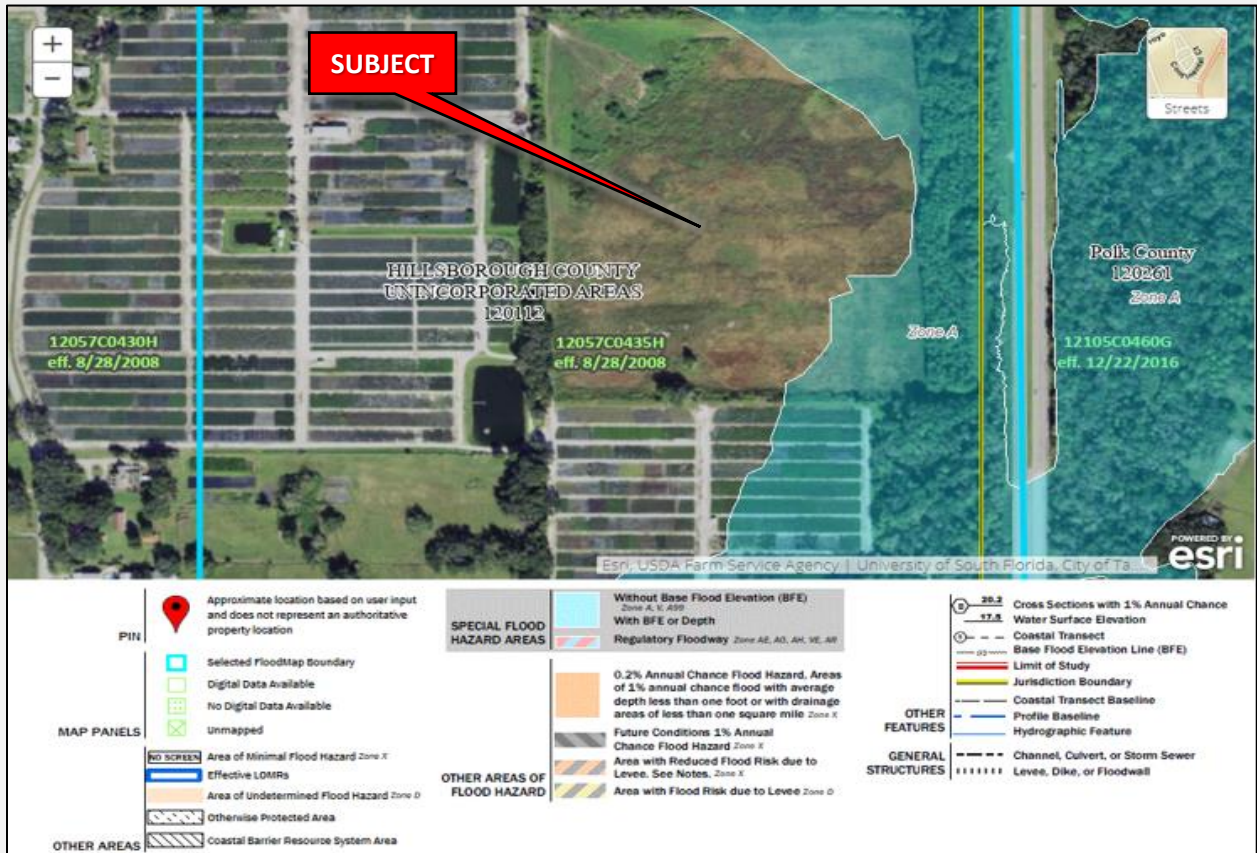 +
−
SUBJECT
Streets
HILLSBOROUGH COUNTY
UNINCORPORATED AREAS
120112
Polk County
120261
Zone A
Zone A
12057C0430H
eff. 8/28/2008
12057C0435H
eff. 8/28/2008
12105C0460G
eff. 12/22/2016
POWERED BY
esri
Esri, USDA Farm Service Agency | University of South Florida, City of Ta...
PIN
Approximate location based on user input
and does not represent an authoritative
property location
MAP PANELS
Selected FloodMap Boundary
Digital Data Available
No Digital Data Available
Unmapped
OTHER AREAS
NO SCREEN Area of Minimal Flood Hazard Zone X
Effective LOMRs
Area of Undetermined Flood Hazard Zone D
Otherwise Protected Area
Coastal Barrier Resource System Area
SPECIAL FLOOD
HAZARD AREAS
Without Base Flood Elevation (BFE)
Zone A, V, A99
With BFE or Depth
Regulatory Floodway Zone AE, AO, AH, VE, AR
OTHER AREAS OF
FLOOD HAZARD
0.2% Annual Chance Flood Hazard, Areas
of 1% annual chance flood with average
depth less than one foot or with drainage
areas of less than one square mile Zone X
Future Conditions 1% Annual
Chance Flood Hazard Zone X
Area with Reduced Flood Risk due to
Levee. See Notes. Zone X
Area with Flood Risk due to Levee Zone D
OTHER
FEATURES
20.2 Cross Sections with 1% Annual Chance
17.5 Water Surface Elevation
Coastal Transect
Base Flood Elevation Line (BFE)
Limit of Study
Jurisdiction Boundary
Coastal Transect Baseline
Profile Baseline
Hydrographic Feature
GENERAL
STRUCTURES
Channel, Culvert, or Storm Sewer
Levee, Dike, or Floodwall